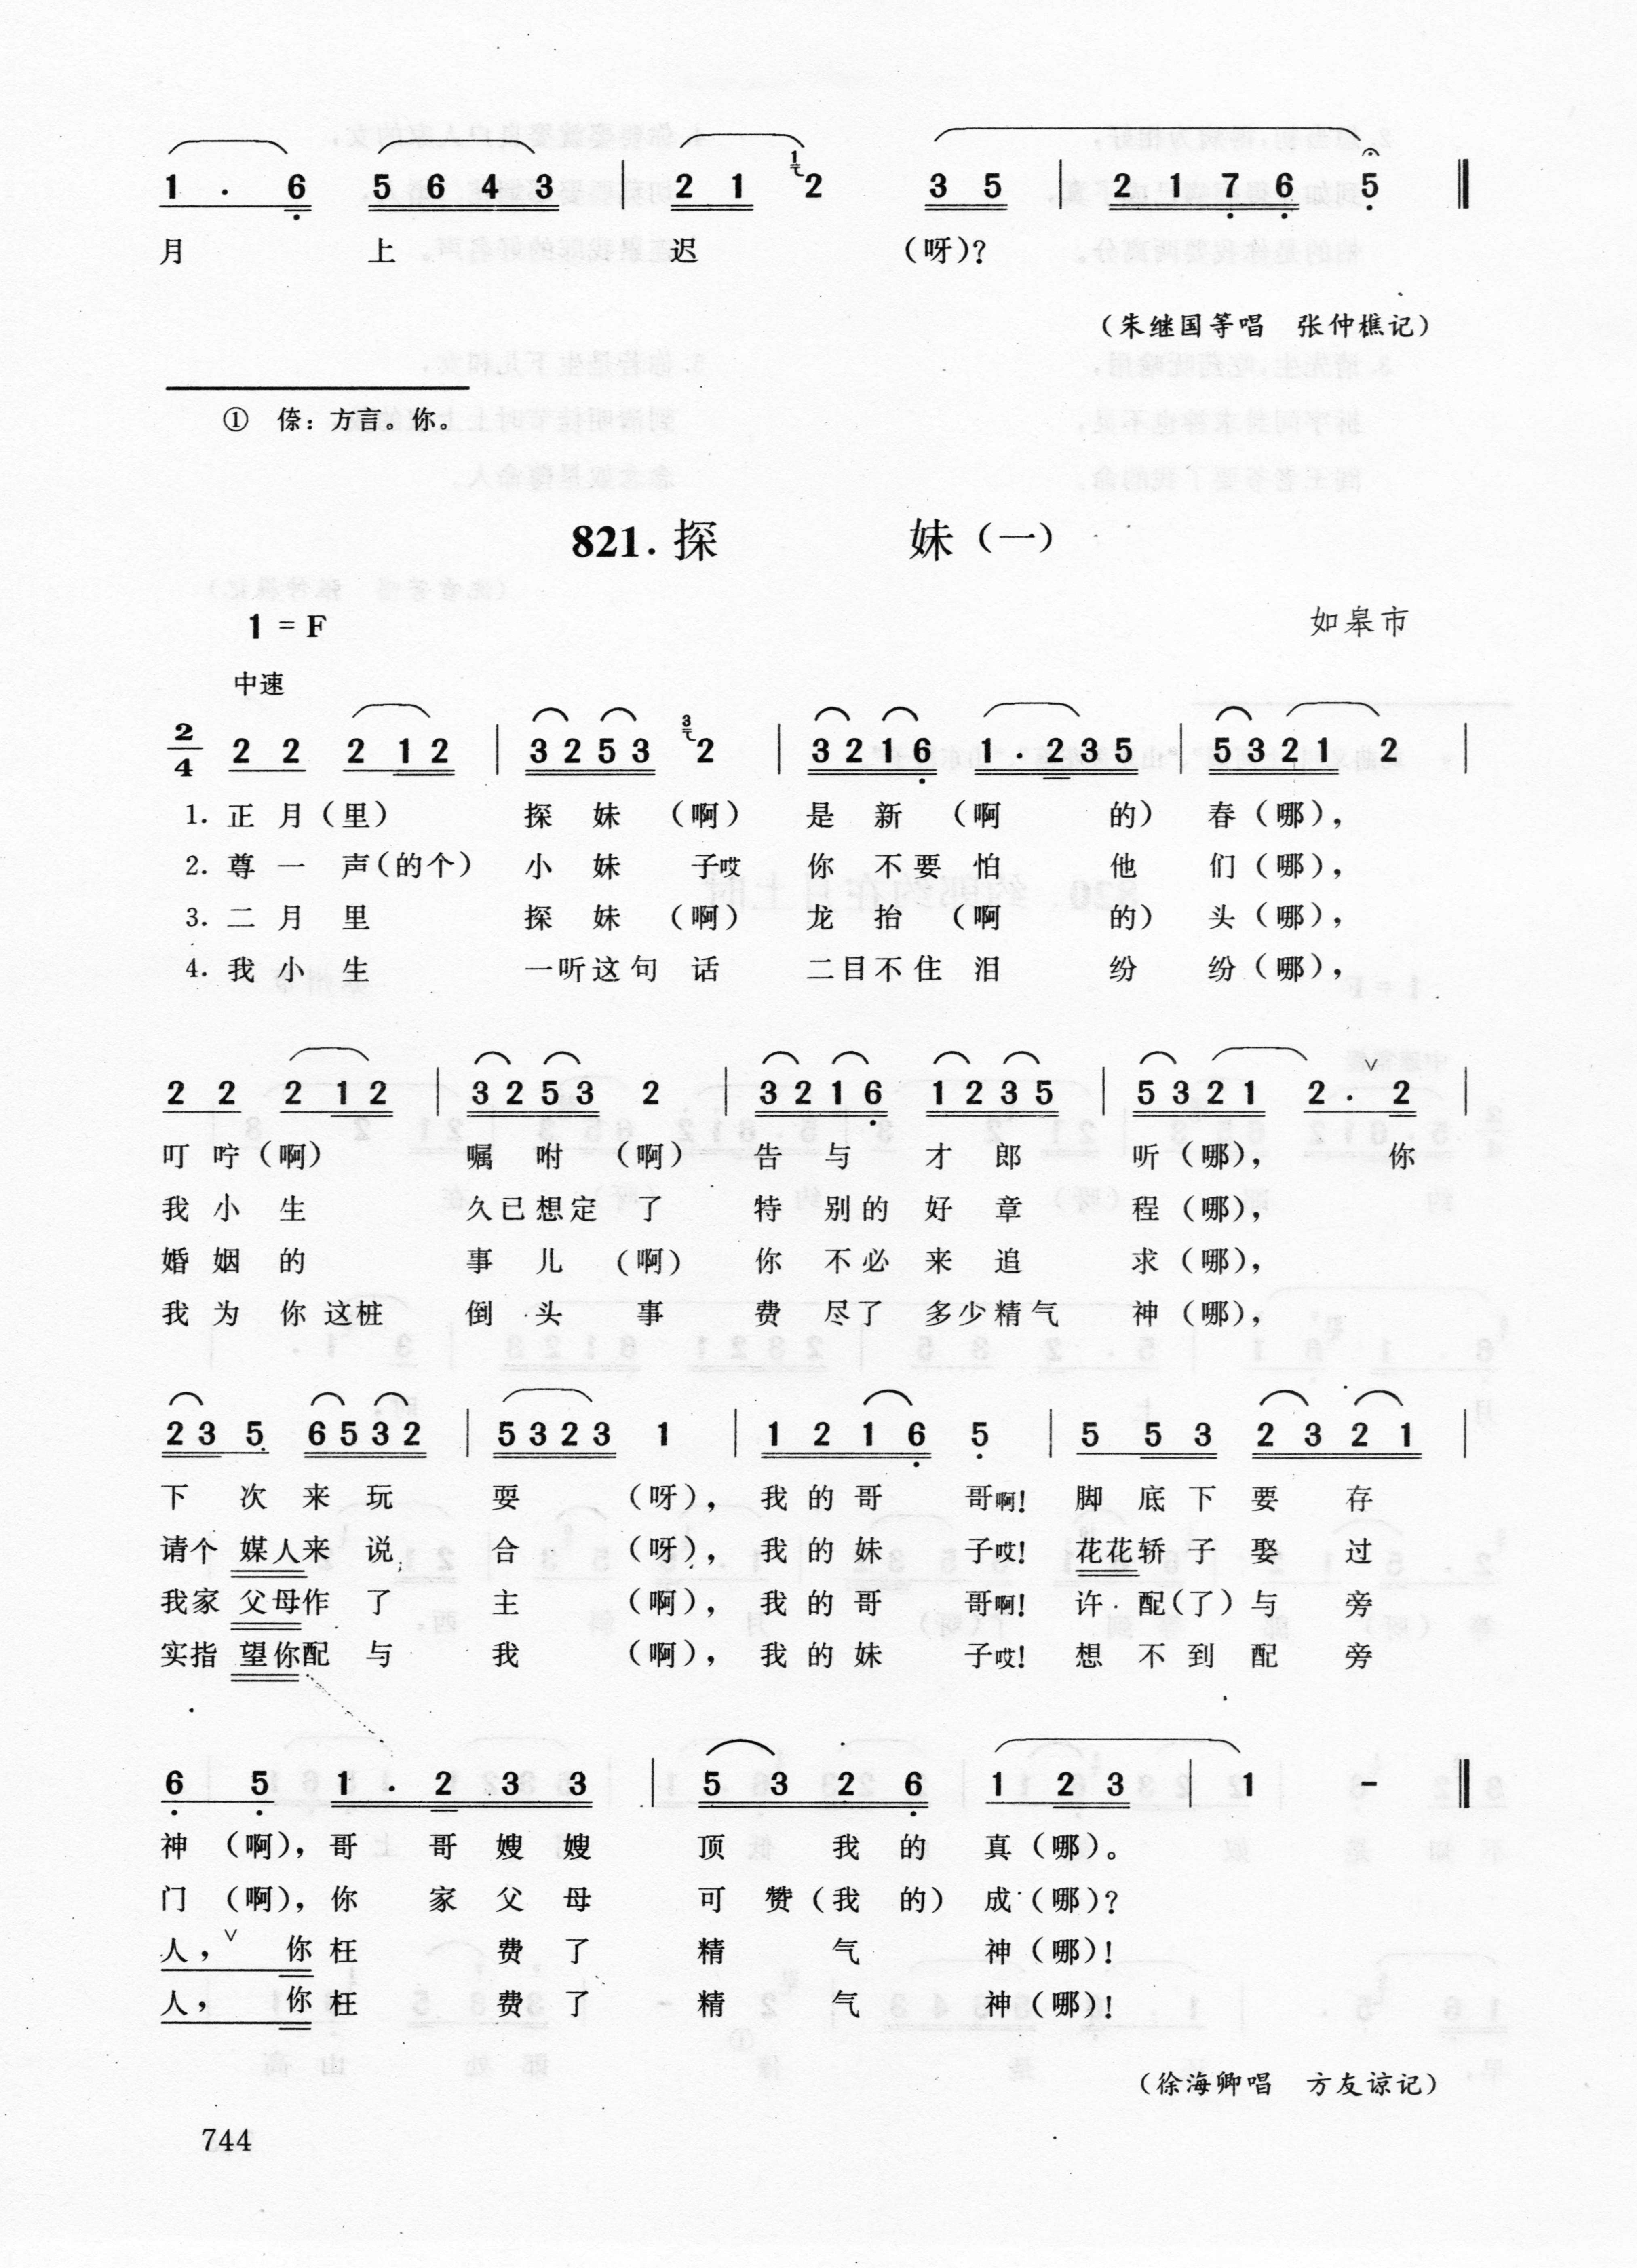 1 . 6 5 6 4 3 | 2 1 1 2 3 5 | 2 1 7 6 5 ‖
月 上 迟 (呀)?
(朱继国等唱 张仲樵记)
① 倷: 方言。你。
821. 探 妹 (一)
1 = F 如皋市
中速
2/4 2 2 2 1 2 | 3 2 5 3 3 2 | 3 2 1 6 1 . 2 3 5 | 5 3 2 1 2 |
1. 正 月 (里) 探 妹 (啊) 是 新 (啊 的) 春 (哪),
2. 尊 一 声 (的个) 小 妹 子哎 你 不 要 怕 他 们 (哪),
3. 二 月 里 探 妹 (啊) 龙 抬 (啊 的) 头 (哪),
4. 我 小 生 一 听 这 句 话 二 目 不 住 泪 纷 纷 (哪),
2 2 2 1 2 | 3 2 5 3 2 | 3 2 1 6 1 2 3 5 | 5 3 2 1 2 . ∨ 2 |
叮 咛 (啊) 嘱 咐 (啊) 告 与 才 郎 听 (哪), 你
我 小 生 久 已 想 定 了 特 别 的 好 章 程 (哪),
婚 姻 的 事 儿 (啊) 你 不 必 来 追 求 (哪),
我 为 你 这桩 倒 头 事 费 尽 了 多 少 精 气 神 (哪),
2 3 5 6 5 3 2 | 5 3 2 3 1 | 1 2 1 6 5 | 5 5 3 2 3 2 1 |
下 次 来 玩 耍 (呀), 我 的 哥 哥啊! 脚 底 下 要 存
请个 媒人 来 说 合 (呀), 我 的 妹 子哎! 花花 轿 子 娶 过
我家 父母 作 了 主 (啊), 我 的 哥 哥啊! 许 配 (了) 与 旁
实指 望你 配 与 我 (啊), 我 的 妹 子哎! 想 不 到 配 旁
6 5 1 . 2 3 3 | 5 3 2 6 1 2 3 | 1 - ‖
神 (啊), 哥 哥 嫂 嫂 顶 我 的 真 (哪)。
门 (啊), 你 家 父 母 可 赞 (我 的) 成 (哪)?
人, ∨ 你 枉 费 了 精 气 神 (哪)!
人, 你 枉 费 了 精 气 神 (哪)!
(徐海卿唱 方友谅记)
744